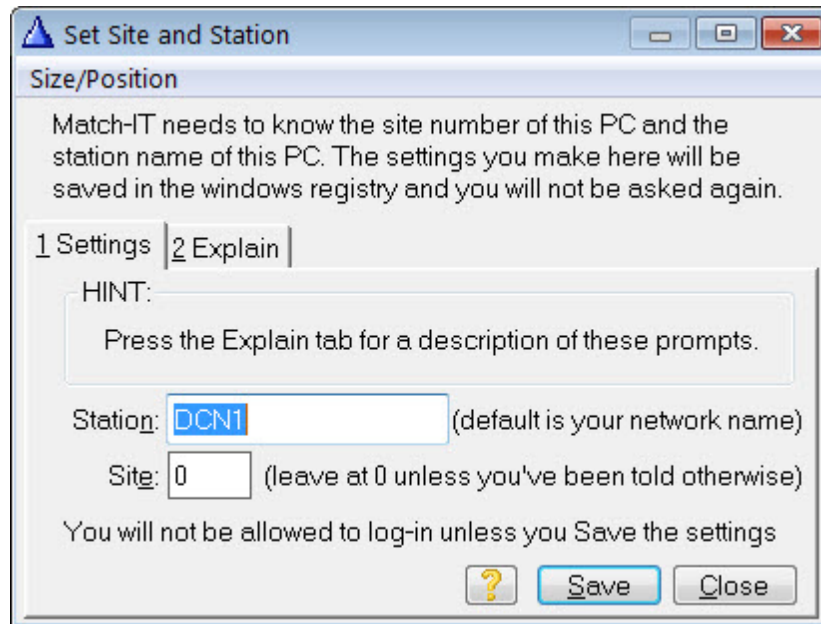 Set Site and Station
Size/Position
Match-IT needs to know the site number of this PC and the
station name of this PC. The settings you make here will be
saved in the windows registry and you will not be asked again.
1 Settings 2 Explain
HINT:
Press the Explain tab for a description of these prompts.
Station: DCN1 (default is your network name)
Site: 0 (leave at 0 unless you've been told otherwise)
You will not be allowed to log-in unless you Save the settings
? Save Close